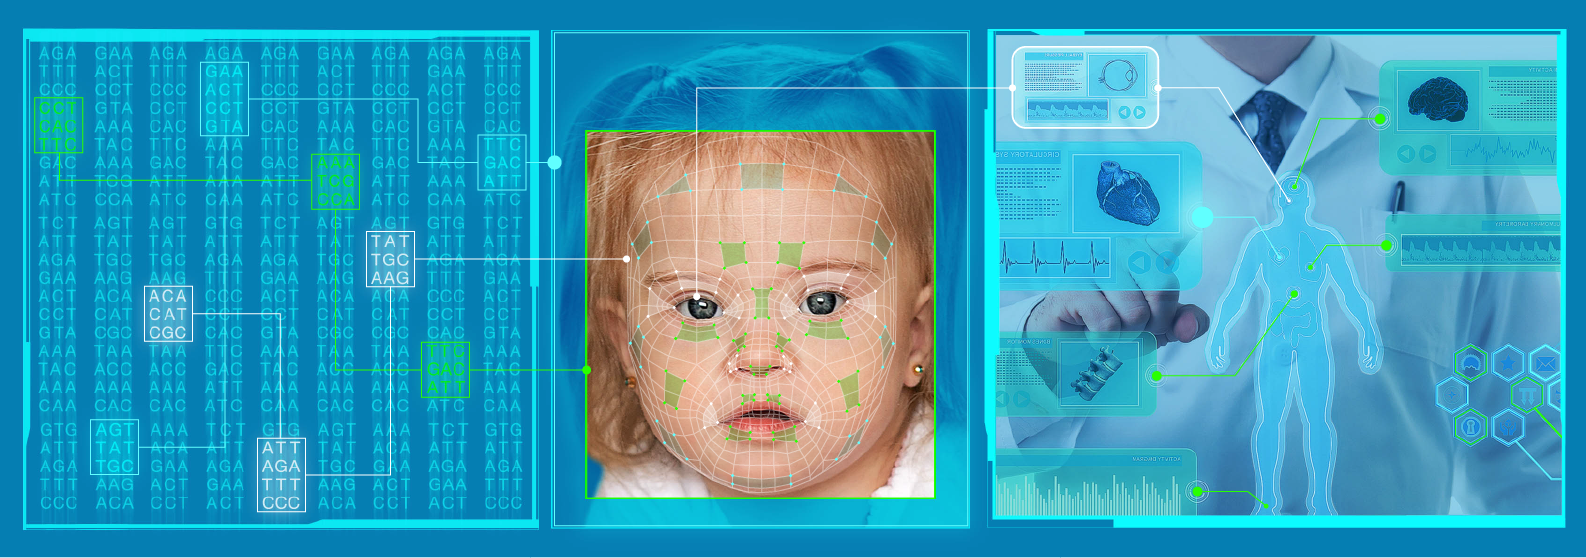 AGA GAA AGA AGA AGA GAA AGA AGA AGA
TTT ACT TTT GAA TTT ACT TTT GAA TTT
CCC CCT CCC ACT CCC CCT CCC ACT CCC
CCT GTA CCT CCT CCT GTA CCT CCT CCT
CAC AAA CAC GTA CAC AAA CAC GTA CAC
TTC TAC TTC AAA TTC TAC TTC AAA TTC
GAC AAA GAC TAC GAC AAA GAC TAC GAC
ATT TCG ATT AAA ATT TCG ATT AAA ATT
ATC CCA ATC ATC ATC CCA ATC CAA ATC
TCT AGT AGT GTG TCT AGT AGT GTG TCT
ATT TAT TAT ATT ATT TAT TAT ATT ATT
AGA TGC TGC AGA AGA TGC TGC AGA AGA
GAA AAG AAG TTT GAA AAG AAG TTT GAA
ACT ACA ACA CCC ACT ACA ACA CCC ACT
CCT CAT CAT CCT CCT CAT CAT CCT CCT
GTA CGC CGC CAC GTA CGC CGC CAC GTA
AAA TAA TAA TTC AAA TAA TAA TTC AAA
TAC ACC ACC GAC TAC ACC ACC GAC TAC
AAA AAA AAA ATT AAA AAA AAA ATT AAA
CAA CAC CAC ATC CAA CAC CAC ATC CAA
GTG AGT AAA TCT GTG AGT AAA TCT GTG
ATT TAT ACT ATT ATT TAT ACT ATT ATT
AGA TGC GAA AGA AGA TGC GAA AGA AGA
TTT AAG ACT GAA TTT AAG ACT GAA TTT
CCC ACA CCT ACT CCC ACA CCT ACT CCC
CIRCULATORY SYS
BONE MORROW
ACIVITY DIAGRAM